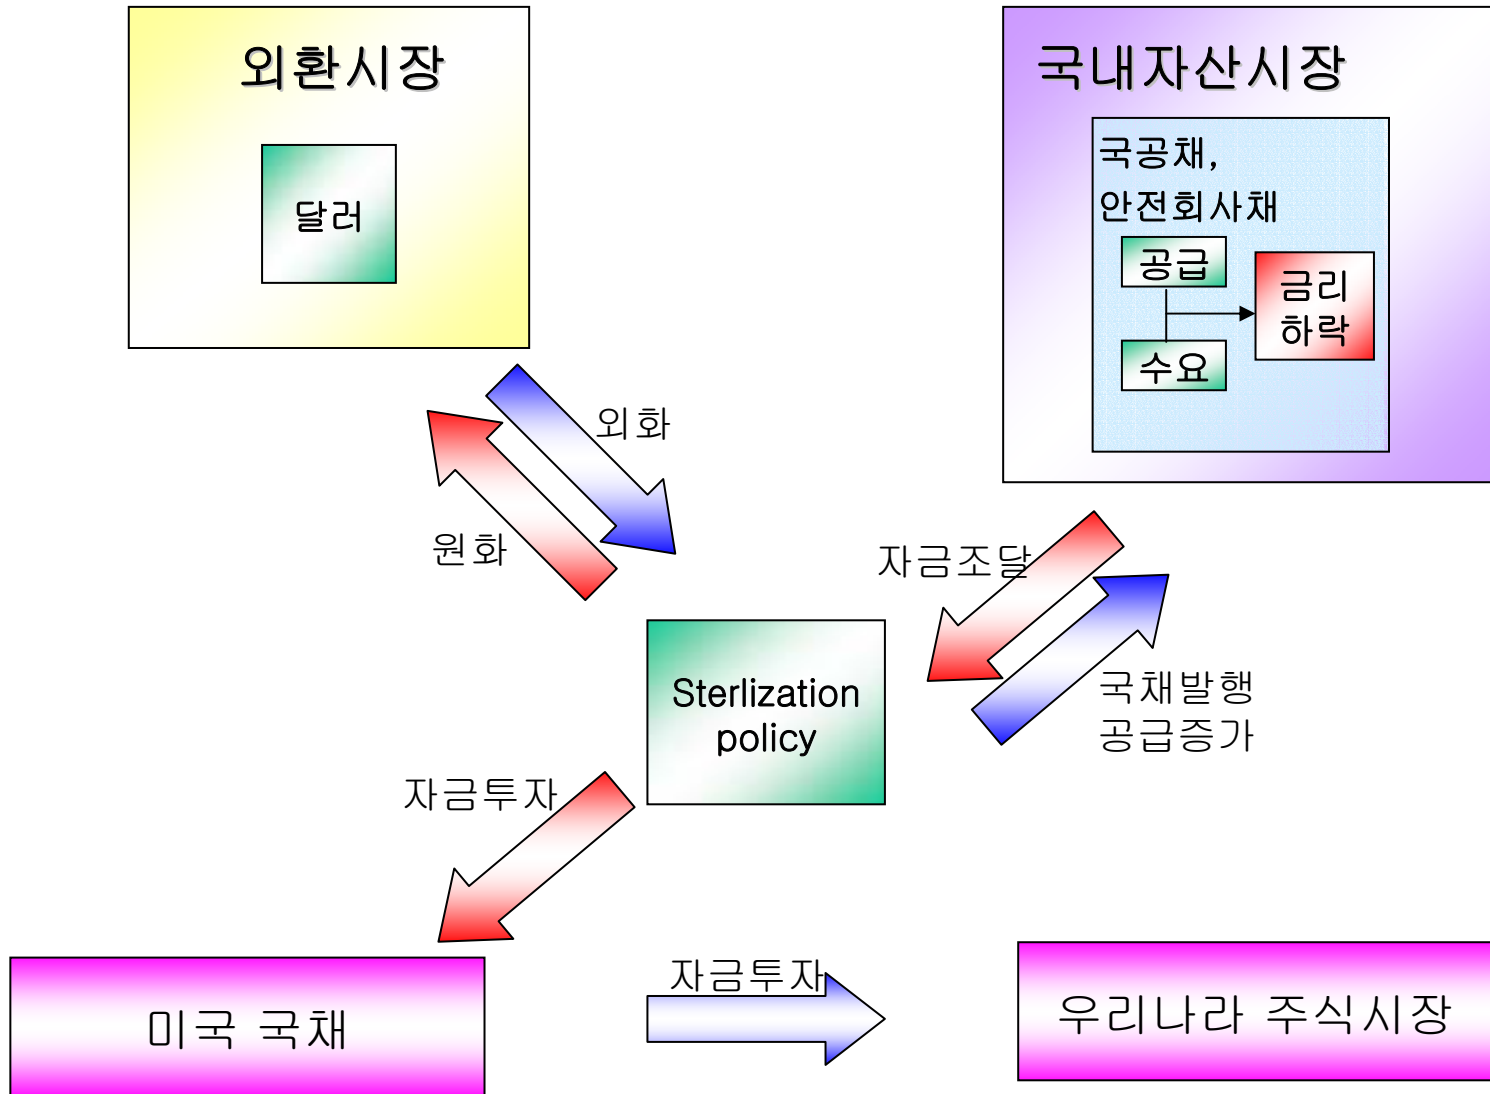 외환시장
달러
국내자산시장
국공채,
안전회사채
공급
금리
하락
수요
외화
원화
자금조달
국채발행
공급증가
Sterlization
policy
자금투자
자금투자
미국 국채
우리나라 주식시장